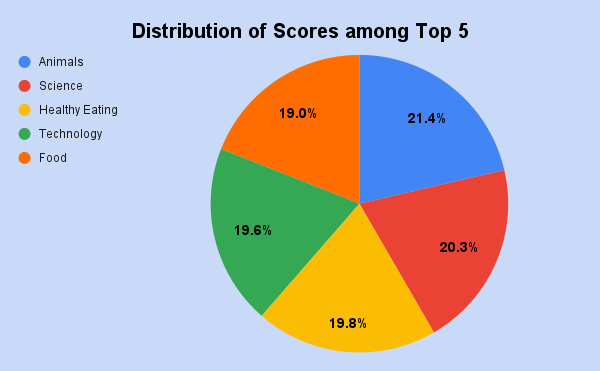 Distribution of Scores among Top 5
Animals
Science
Healthy Eating
Technology
Food
19.0%
21.4%
19.6%
20.3%
19.8%